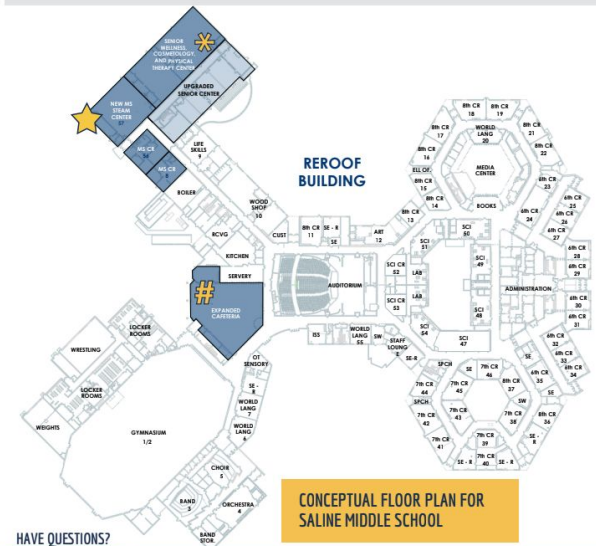 SENIOR
WELLNESS,
COSMETOLOGY,
AND PHYSICAL
THERAPY CENTER
UPGRADED
SENIOR CENTER
NEW MS
STEAM
CENTER
57
MS CR
MS CR
LIFE
SKILLS
9
BOILER
WOOD
SHOP
10
RCVG
CUST
KITCHEN
SERVERY
#
EXPANDED
CAFETERIA
REROOF
BUILDING
8th CR
11
SE - R
SE
ART
12
8th CR
13
8th CR
14
8th CR
15
ELL OF.
8th CR
16
8th CR
17
8th CR
18
8th CR
19
WORLD
LANG
20
8th CR
21
8th CR
22
8th CR
23
MEDIA
CENTER
BOOKS
6th CR
24
6th CR
25
6th CR
26
6th CR
27
6th CR
28
6th CR
29
ADMINISTRATION
6th CR
30
6th CR
31
6th CR
32
6th CR
33
6th CR
34
6th CR
35
SE
SE
SCI
50
SCI
51
SCI
49
SCI CR
52
LAB
SCI CR
53
LAB
SCI
48
SCI
54
SCI
47
AUDITORIUM
ISS
WORLD
LANG
55
SW
STAFF
LOUNG
E
SE-R
SPCH
SE
7th CR
46
7th CR
44
7th CR
45
8th CR
37
SPCH
7th CR
43
SW
7th CR
38
7th CR
42
8th CR
36
7th CR
41
7th CR
39
SE - R
7th CR
40
SE - R
SE
- R
OT
SENSORY
SE -
R
WORLD
LANG
7
WORLD
LANG
6
LOCKER
ROOMS
WRESTLING
LOCKER
ROOMS
WEIGHTS
GYMNASIUM
1/2
CHOIR
5
BAND
3
ORCHESTRA
4
BAND
STOR.
CONCEPTUAL FLOOR PLAN FOR
SALINE MIDDLE SCHOOL
HAVE QUESTIONS?